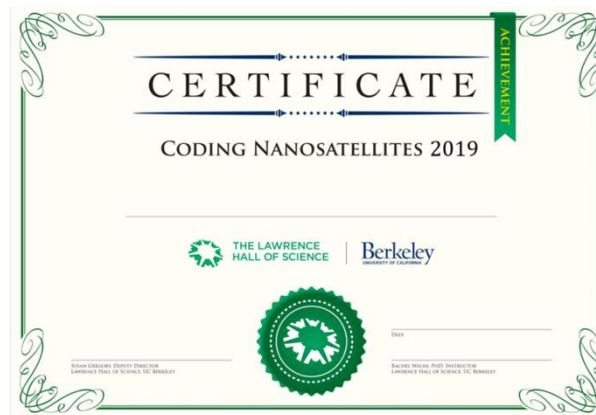 ACHIEVEMENT
CERTIFICATE
CODING NANOSATELLITES 2019
THE LAWRENCE
HALL OF SCIENCE
Berkeley
UNIVERSITY OF CALIFORNIA
DATE
SUSAN GREGORY, DEPUTY DIRECTOR
LAWRENCE HALL OF SCIENCE, UC BERKELEY
RACHEL WALSH, PHD, INSTRUCTOR
LAWRENCE HALL OF SCIENCE, UC BERKELEY